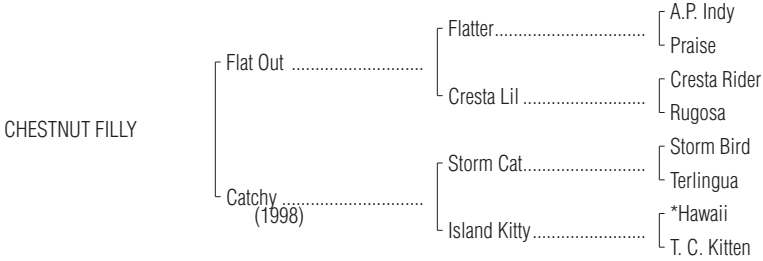 A.P. Indy
Flatter..................................
Praise
Flat Out ............................
Cresta Rider
Cresta Lil ..........................
Rugosa
CHESTNUT FILLY
Storm Bird
Storm Cat..........................
Terlingua
Catchy ..............................
(1998)
*Hawaii
Island Kitty........................
T. C. Kitten